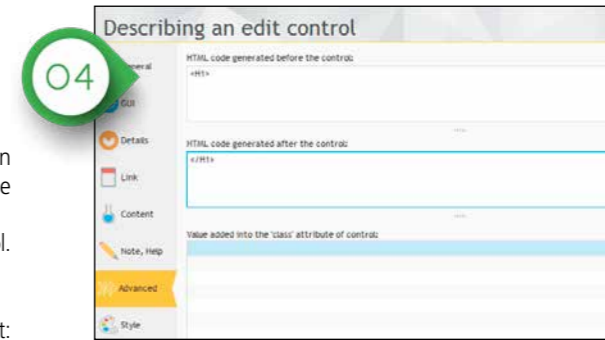 Describing an edit control
04
General
HTML code generated before the control:
<H1>
GUI
Details
HTML code generated after the control:
</H1>
Link
Content
Value added into the 'class' attribute of control:
Note, Help
Advanced
Style
n
e
l.
t: